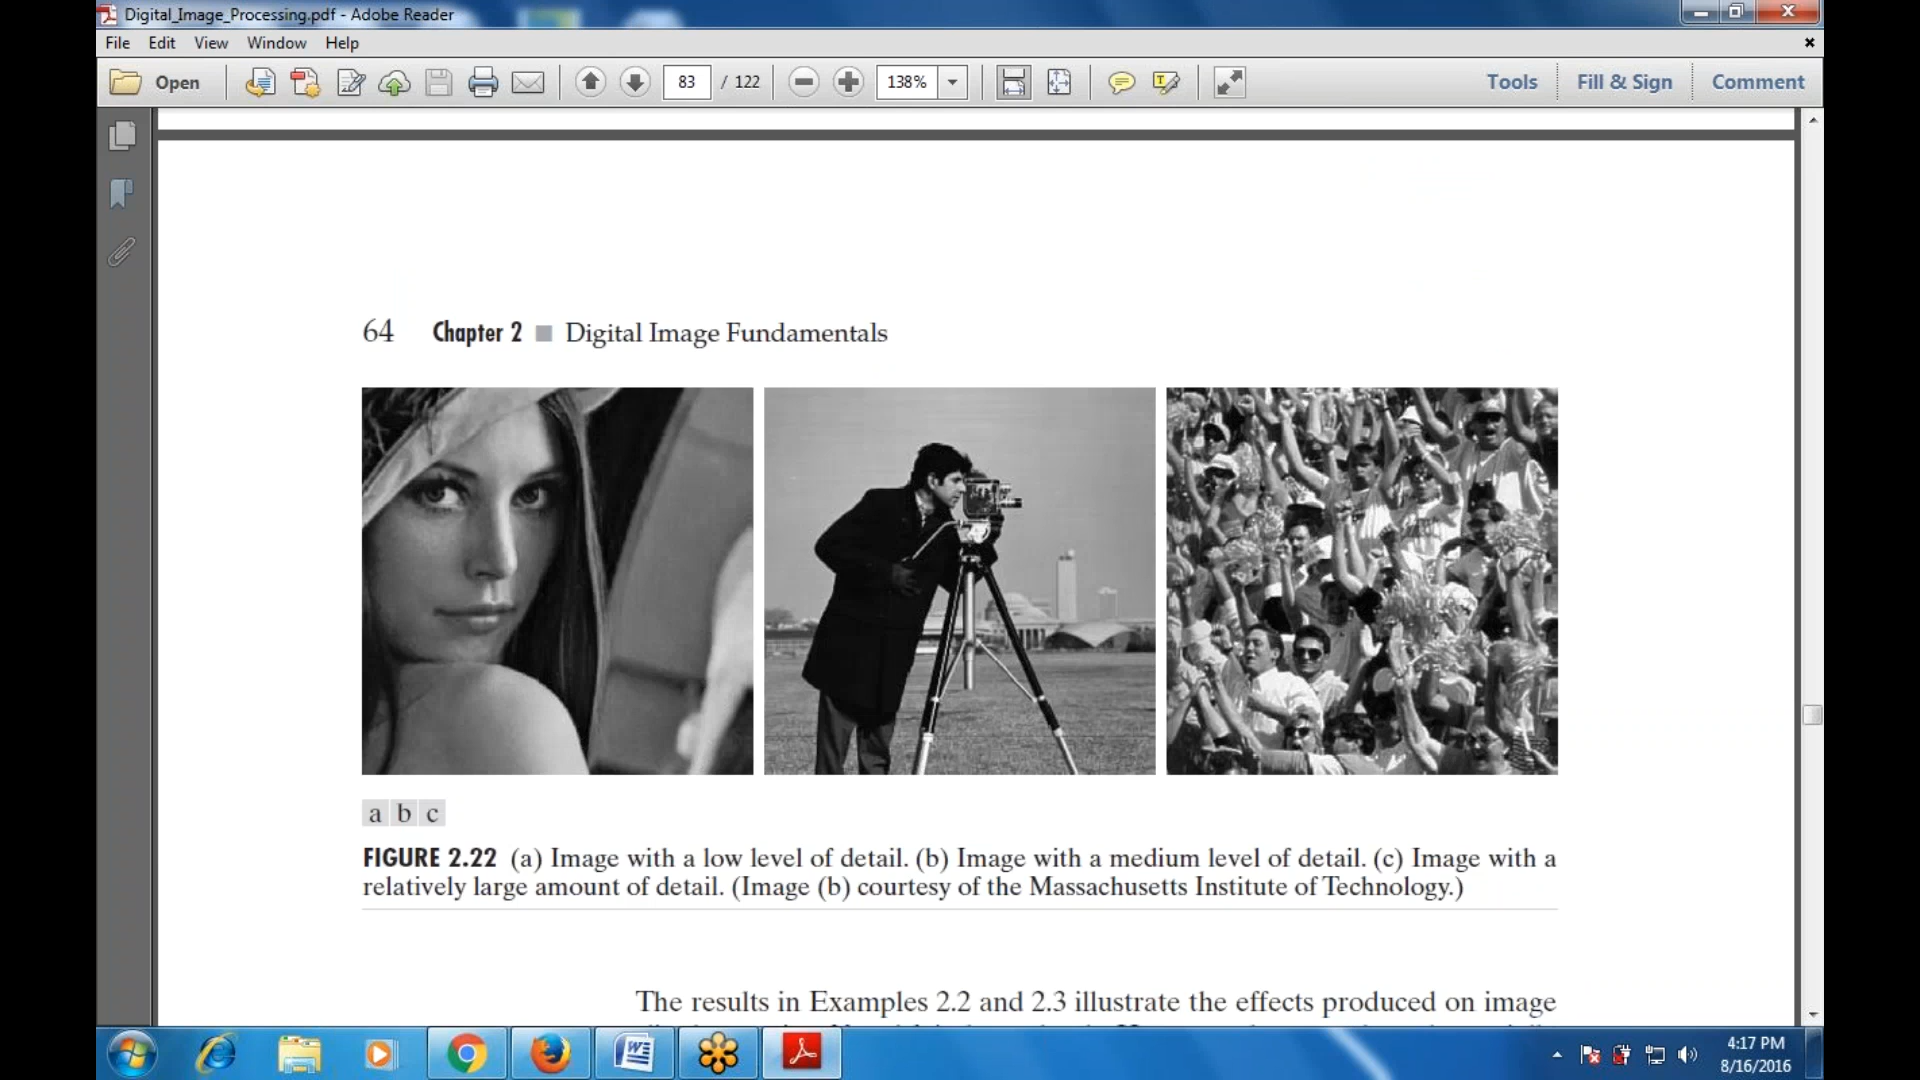 Digital_Image_Processing.pdf - Adobe Reader
File Edit View Window Help
Open 83 / 122 138% Tools Fill & Sign Comment
64 Chapter 2 Digital Image Fundamentals
a b c
FIGURE 2.22 (a) Image with a low level of detail. (b) Image with a medium level of detail. (c) Image with a
relatively large amount of detail. (Image (b) courtesy of the Massachusetts Institute of Technology.)
The results in Examples 2.2 and 2.3 illustrate the effects produced on image
4:17 PM
8/16/2016